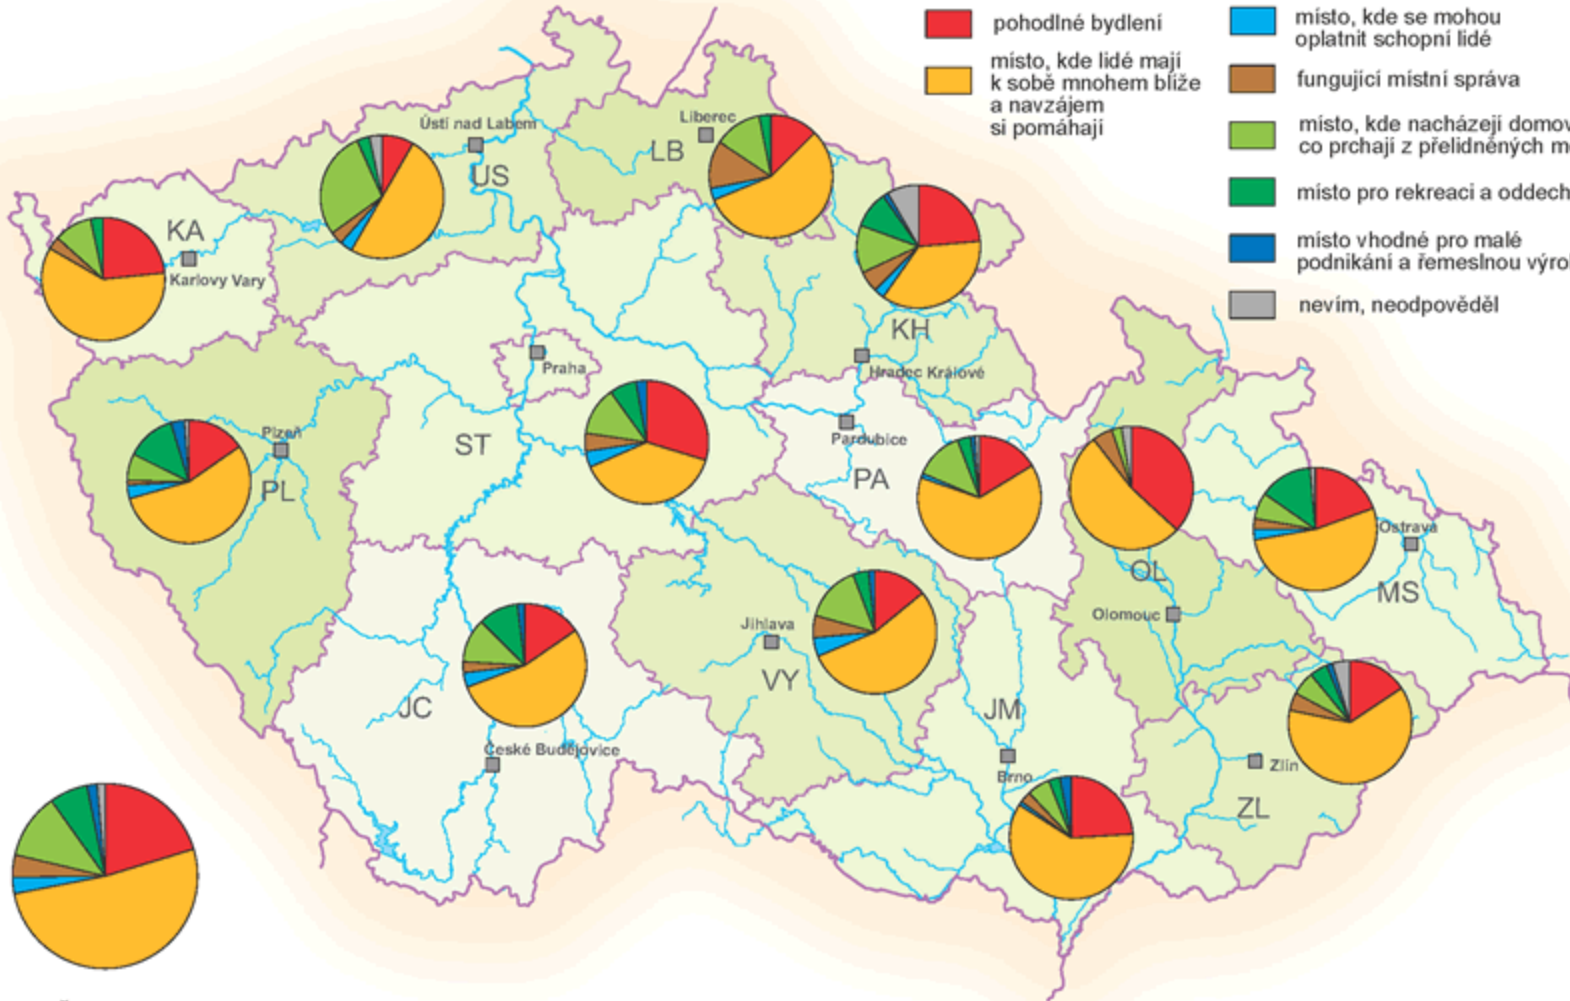 pohodlné bydlení
místo, kde lidé mají
k sobě mnohem blíže
a navzájem
si pomáhají
místo, kde se mohou
oplatnit schopní lidé
fungující místní správa
místo, kde nacházejí domov
co prchají z přelidněných m
místo pro rekreaci a oddech
místo vhodné pro malé
podnikání a řemeslnou výro
nevím, neodpověděl
Ústí nad Labem
US
Liberec
LB
KA
Karlovy Vary
KH
Hradec Králové
Praha
Plzeň
PL
ST
Pardubice
PA
Ostrava
MS
OL
Olomouc
Jihlava
VY
JC
České Budějovice
JM
Brno
Zlín
ZL